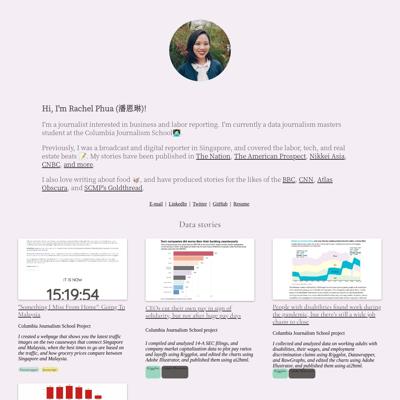 Hi, I'm Rachel Phua (潘恩琳)!
I'm a journalist interested in business and labor reporting. I'm currently a data journalism masters
student at the Columbia Journalism School
Previously, I was a broadcast and digital reporter in Singapore, and covered the labor, tech, and real
estate beats. My stories have been published in The Nation, The American Prospect, Nikkei Asia,
CNBC, and more.
I also love writing about food, and have produced stories for the likes of the BBC, CNN, Atlas
Obscura, and SCMP's Goldthread.
E-mail | LinkedIn | Twitter | GitHub | Resume
Data stories
IT IS NOW
15:19:54
"Something I Miss From Home": Going To
Malaysia
Columbia Journalism School project
I created a webpage that shows you the latest traffic
images on the two causeways that connect Singapore
and Malaysia, when the best times to go are based on
the traffic, and how grocery prices compare between
Singapore and Malaysia.
Tech companies did worse than their banking counterparts
CEOs cut their own pay in sign of
solidarity, but not after huge pay days
Columbia Journalism School Project
I compiled and analyzed 14-A SEC filings, and
company market capitalization data to plot pay ratios
and layoffs using R/ggplot, and edited the charts using
Adobe Illustrator, and published them using ai2html.
People with disabilities found work during
the pandemic, but there's still a wide job
chasm to close
Columbia Journalism School Project
I collected and analyzed data on working adults with
disabilities, their wages, and employment
discrimination claims using R/ggplot, Datawrapper,
and RawGraphs, and edited the charts using Adobe
Illustrator, and published them using ai2html.